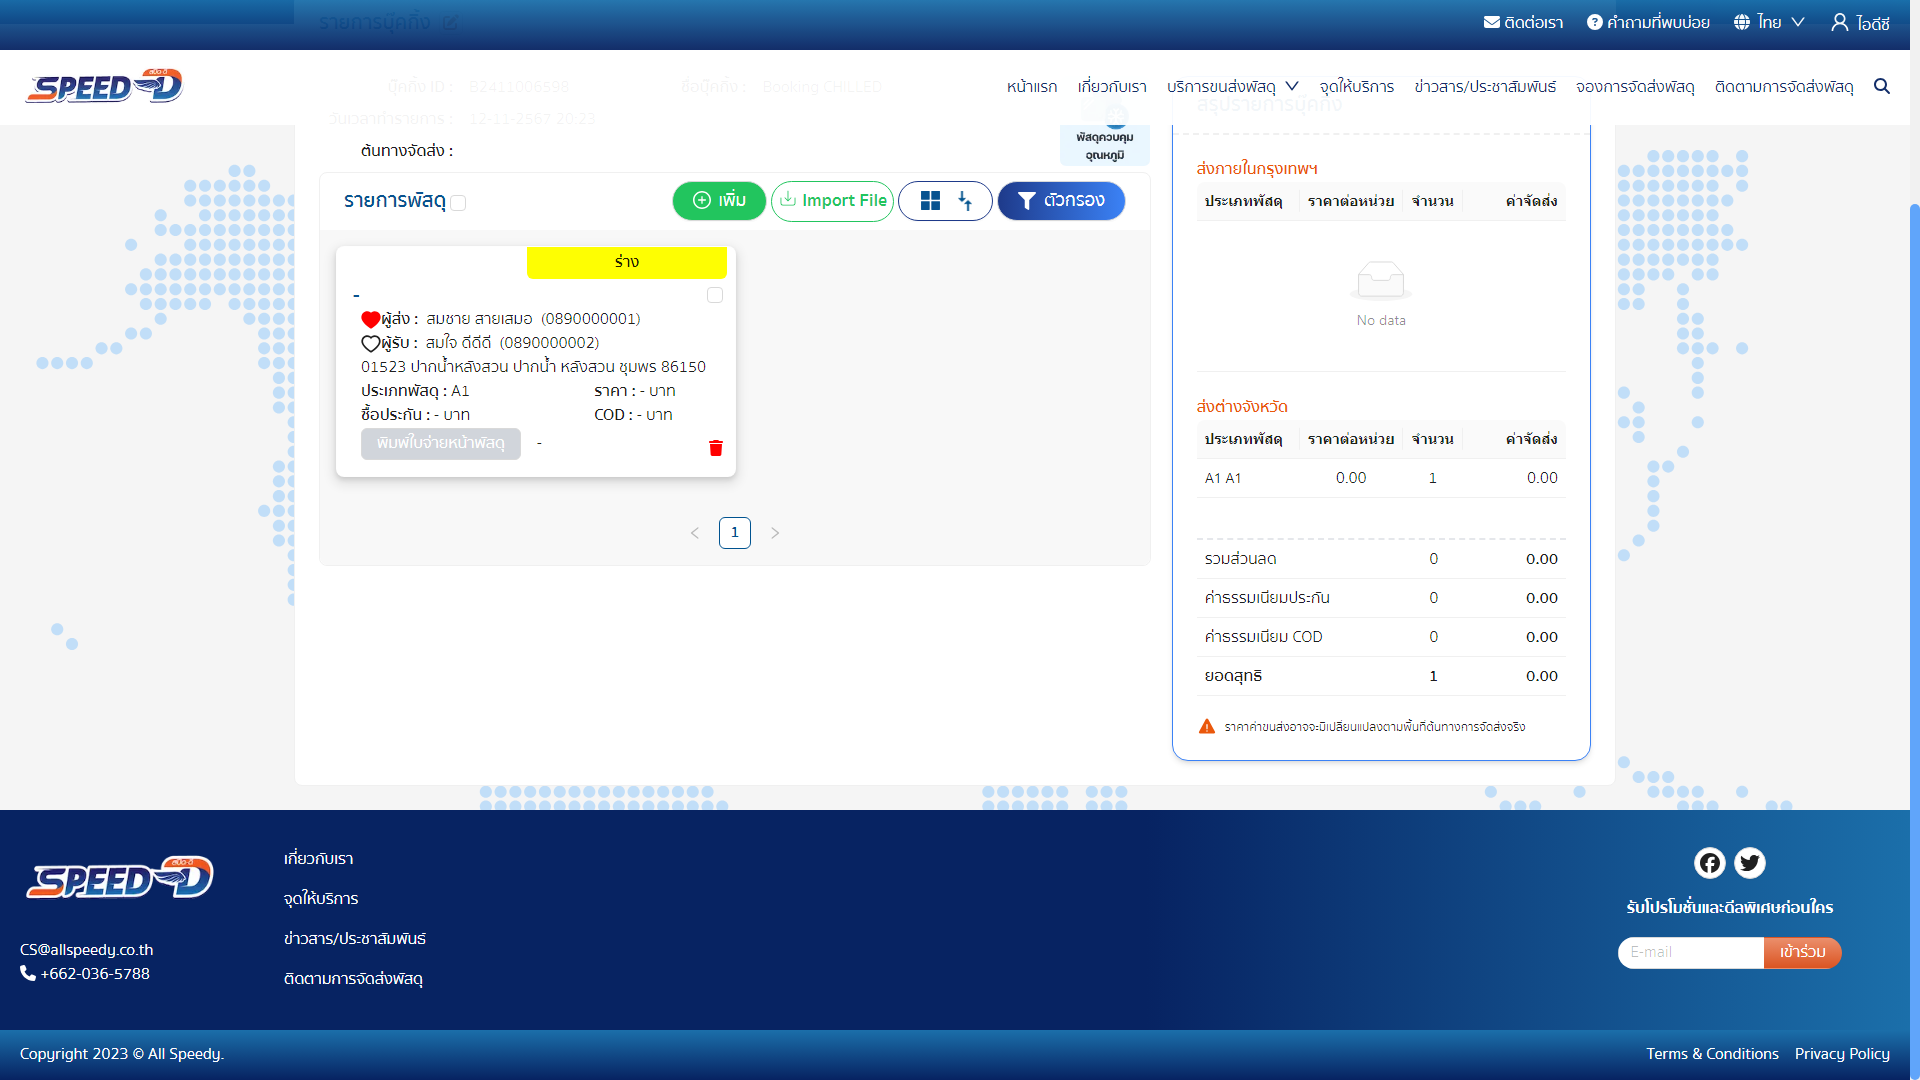 รายการบุ๊คกิ้ง
ติดต่อเรา
คำถามที่พบบ่อย
ไทย
ไอดีซี
SPEED-D
บุ๊คกิ้ง ID : B2411006598
ชื่อบุ๊คกิ้ง : Booking CHILLED
หน้าแรก
เกี่ยวกับเรา
บริการขนส่งพัสดุ
จุดให้บริการ
ข่าวสาร/ประชาสัมพันธ์
จองการจัดส่งพัสดุ
ติดตามการจัดส่งพัสดุ
สรุปรายการบุ๊คกิ้ง
วันเวลาทำรายการ : 12-11-2567 20:23
พัสดุควบคุม
อุณหภูมิ
ต้นทางจัดส่ง :
รายการพัสดุ
เพิ่ม
Import File
ตัวกรอง
ร่าง
-
ผู้ส่ง : สมชาย สายเสมอ (0890000001)
ผู้รับ : สมใจ ดีดีดี (0890000002)
01523 ปากน้ำหลังสวน ปากน้ำ หลังสวน ชุมพร 86150
ประเภทพัสดุ : A1 ราคา : - บาท
ซื้อประกัน : - บาท COD : - บาท
พิมพ์ใบจ่ายหน้าพัสดุ -
1
ส่งภายในกรุงเทพฯ
ประเภทพัสดุ ราคาต่อหน่วย จำนวน ค่าจัดส่ง
No data
ส่งต่างจังหวัด
ประเภทพัสดุ ราคาต่อหน่วย จำนวน ค่าจัดส่ง
A1 A1 0.00 1 0.00
รวมส่วนลด 0 0.00
ค่าธรรมเนียมประกัน 0 0.00
ค่าธรรมเนียม COD 0 0.00
ยอดสุทธิ 1 0.00
ราคาค่าขนส่งอาจจะมีเปลี่ยนแปลงตามพื้นที่ต้นทางการจัดส่งจริง
SPEED-D
CS@allspeedy.co.th
+662-036-5788
เกี่ยวกับเรา
จุดให้บริการ
ข่าวสาร/ประชาสัมพันธ์
ติดตามการจัดส่งพัสดุ
รับโปรโมชั่นและดีลพิเศษก่อนใคร
E-mail เข้าร่วม
Copyright 2023 © All Speedy.
Terms & Conditions Privacy Policy